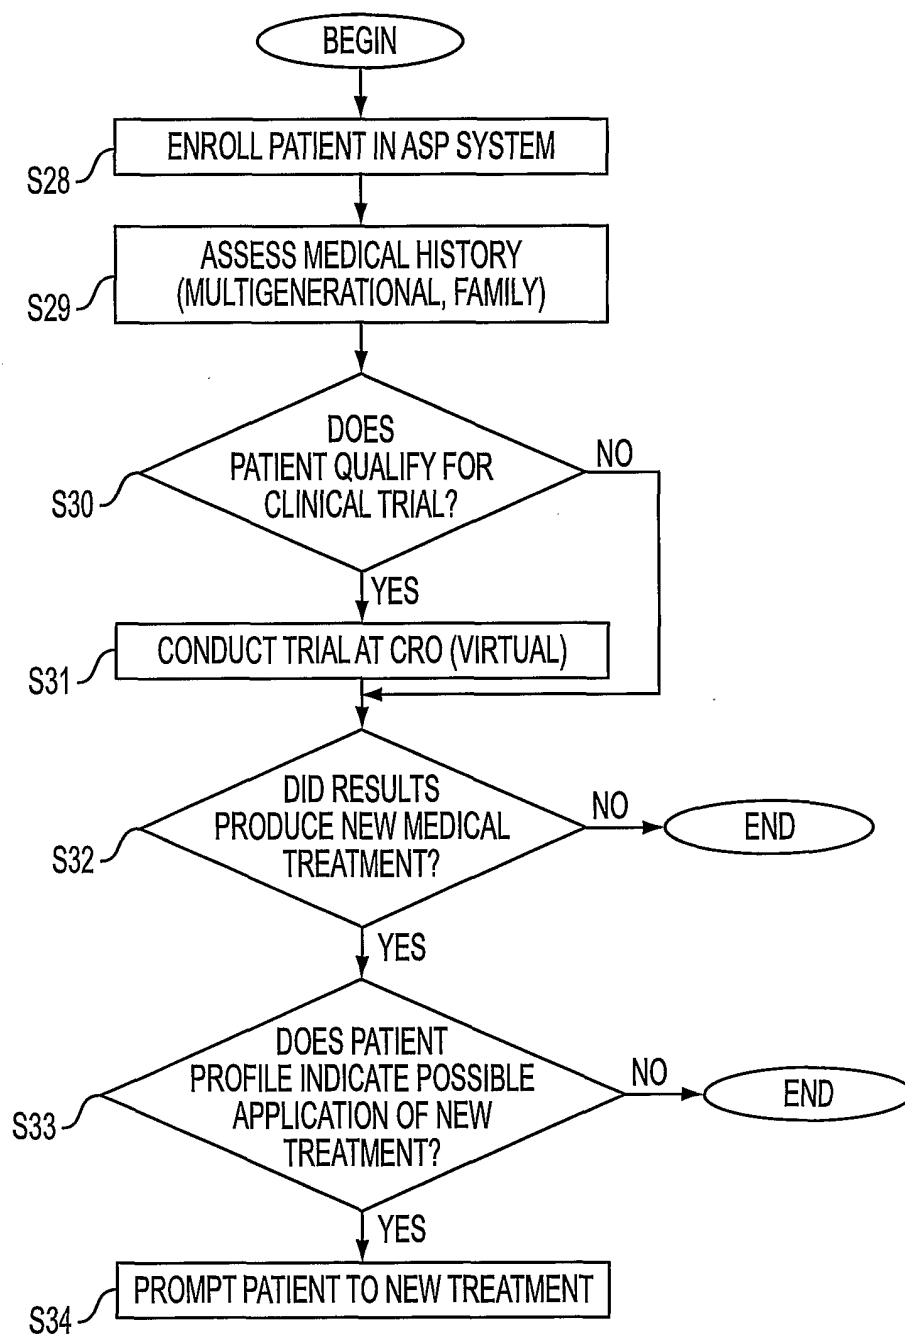 BEGIN
ENROLL PATIENT IN ASP SYSTEM
S28
ASSESS MEDICAL HISTORY
(MULTIGENERATIONAL, FAMILY)
S29
DOES
PATIENT QUALIFY FOR
CLINICAL TRIAL?
NO
S30
YES
CONDUCT TRIAL AT CRO (VIRTUAL)
S31
DID RESULTS
PRODUCE NEW MEDICAL
TREATMENT?
NO
END
S32
YES
DOES PATIENT
PROFILE INDICATE POSSIBLE
APPLICATION OF NEW
TREATMENT?
NO
END
S33
YES
PROMPT PATIENT TO NEW TREATMENT
S34